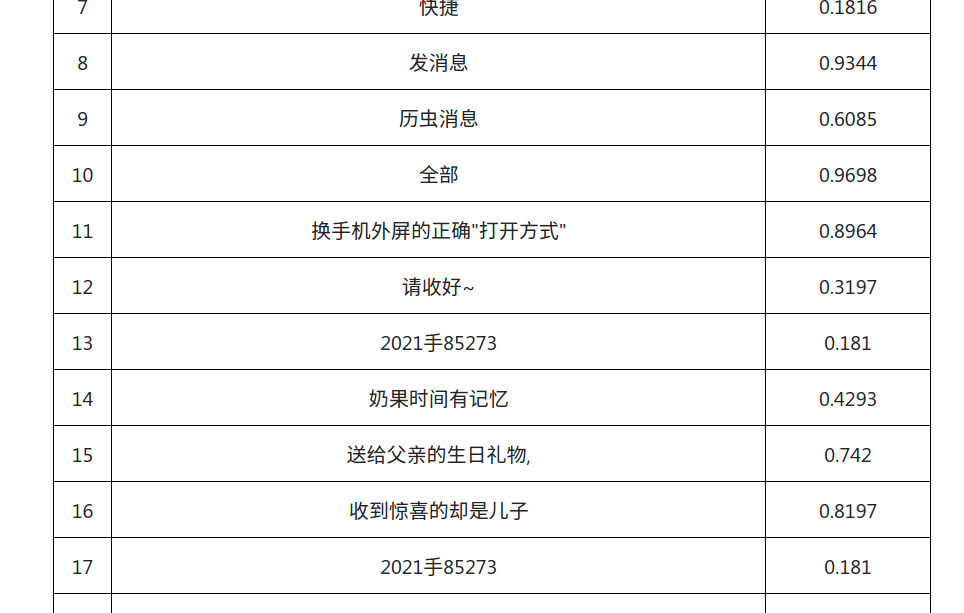 7 快捷 0.1816
8 发消息 0.9344
9 历虫消息 0.6085
10 全部 0.9698
11 换手机外屏的正确"打开方式" 0.8964
12 请收好~ 0.3197
13 2021手85273 0.181
14 奶果时间有记忆 0.4293
15 送给父亲的生日礼物, 0.742
16 收到惊喜的却是儿子 0.8197
17 2021手85273 0.181